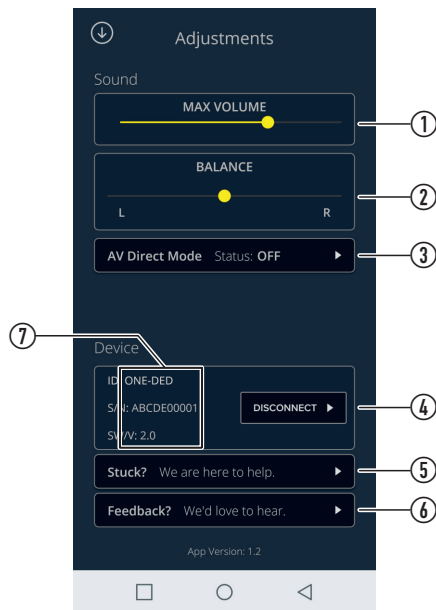 Adjustments
Sound
MAX VOLUME
1
BALANCE
2
L R
AV Direct Mode Status: OFF
3
7
Device
ID: ONE-DED
S/N: ABCDE00001
DISCONNECT
4
SW/V: 2.0
Stuck? We are here to help.
5
Feedback? We'd love to hear.
6
App Version: 1.2